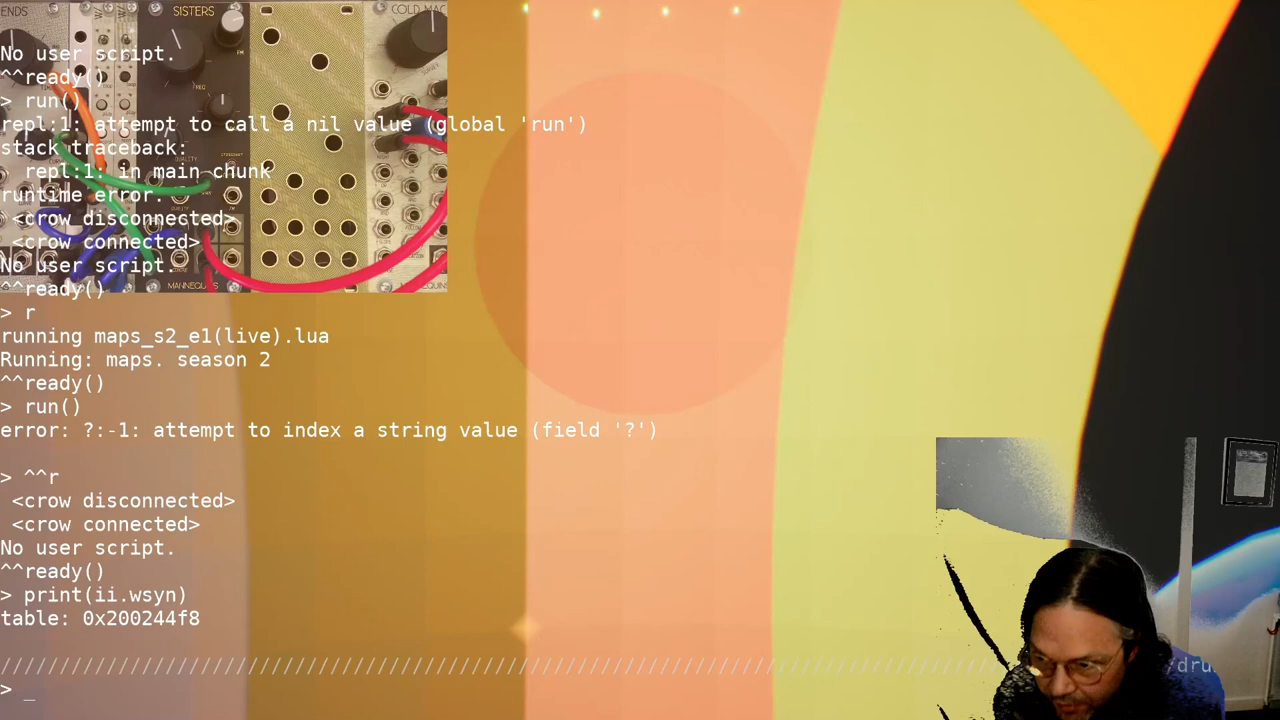 ENDS
SISTERS
COLD MAC
No user script.
^^ready()
> run()
repl:1: attempt to call a nil value (global 'run')
stack traceback:
repl:1: in main chunk
runtime error.
<crow disconnected>
<crow connected>
No user script.
MANNEQUINS
^^ready()
> r
running maps_s2_e1(live).lua
Running: maps. season 2
^^ready()
> run()
error: ?:-1: attempt to index a string value (field '?')
> ^^r
<crow disconnected>
<crow connected>
No user script.
^^ready()
> print(ii.wsyn)
table: 0x200244f8
/dru
> _